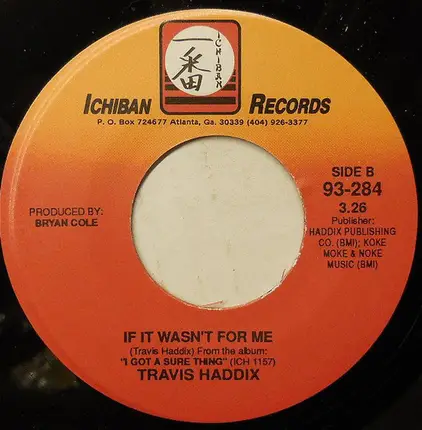 一番
ICHIBAN
ICHIBAN RECORDS
P. O. Box 724677 Atlanta, Ga. 30339 (404) 926-3377
SIDE B
93-284
3.26
Publisher:
HADDIX PUBLISHING
CO. (BMI); KOKE
MOKE & NOKE
MUSIC (BMI)
PRODUCED BY:
BRYAN COLE
IF IT WASN'T FOR ME
(Travis Haddix) From the album:
"I GOT A SURE THING" (ICH 1157)
TRAVIS HADDIX